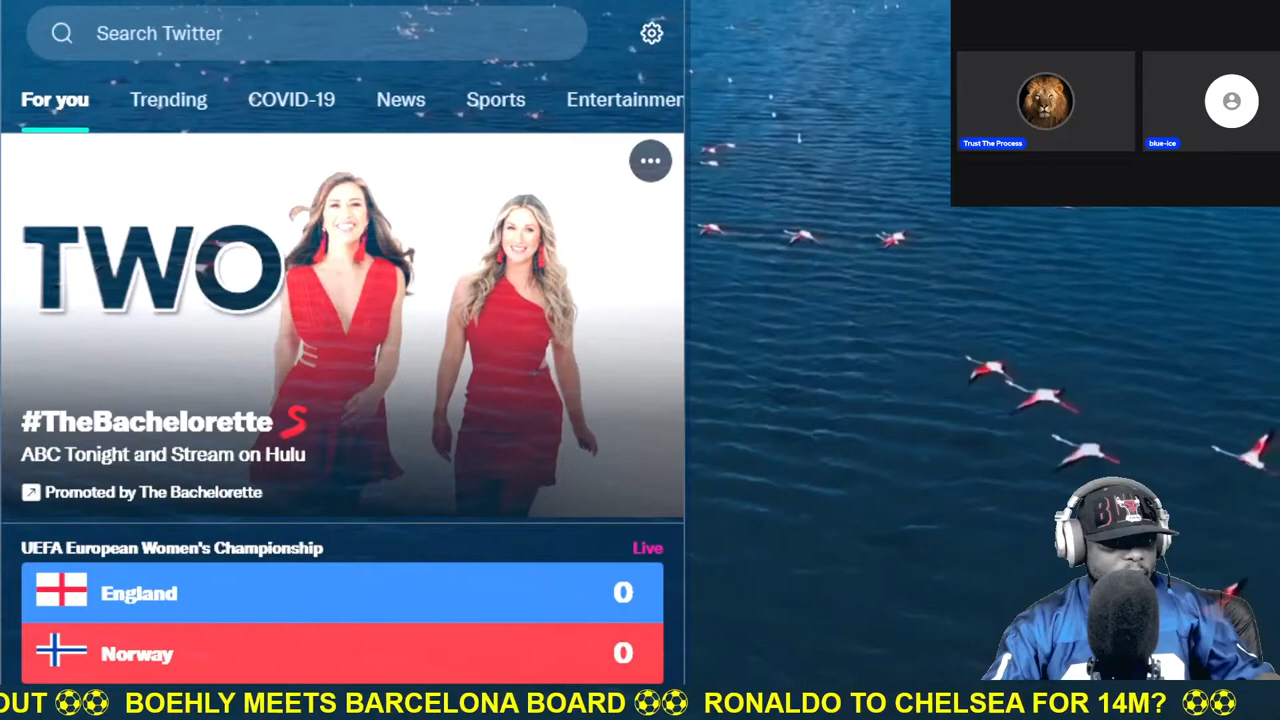 Search Twitter
For you Trending COVID-19 News Sports Entertainmen
TWO
#TheBachelorette
ABC Tonight and Stream on Hulu
Promoted by The Bachelorette
UEFA European Women's Championship Live
England 0
Norway 0
Trust The Process
blue-ice
OUT ⚽⚽ BOEHLY MEETS BARCELONA BOARD ⚽⚽ RONALDO TO CHELSEA FOR 14M? ⚽⚽